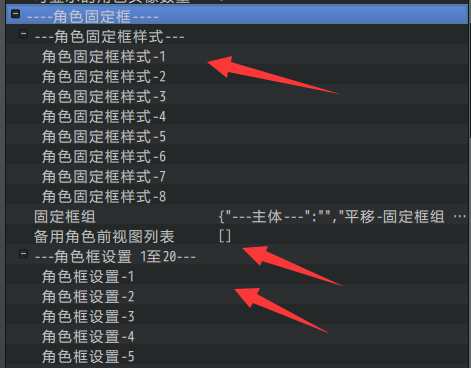 ----角色固定框----
---角色固定框样式---
角色固定框样式-1
角色固定框样式-2
角色固定框样式-3
角色固定框样式-4
角色固定框样式-5
角色固定框样式-6
角色固定框样式-7
角色固定框样式-8
固定框组 {"---主体---":"","平移-固定框组 …
备用角色前视图列表 []
---角色框设置 1至20---
角色框设置-1
角色框设置-2
角色框设置-3
角色框设置-4
角色框设置-5